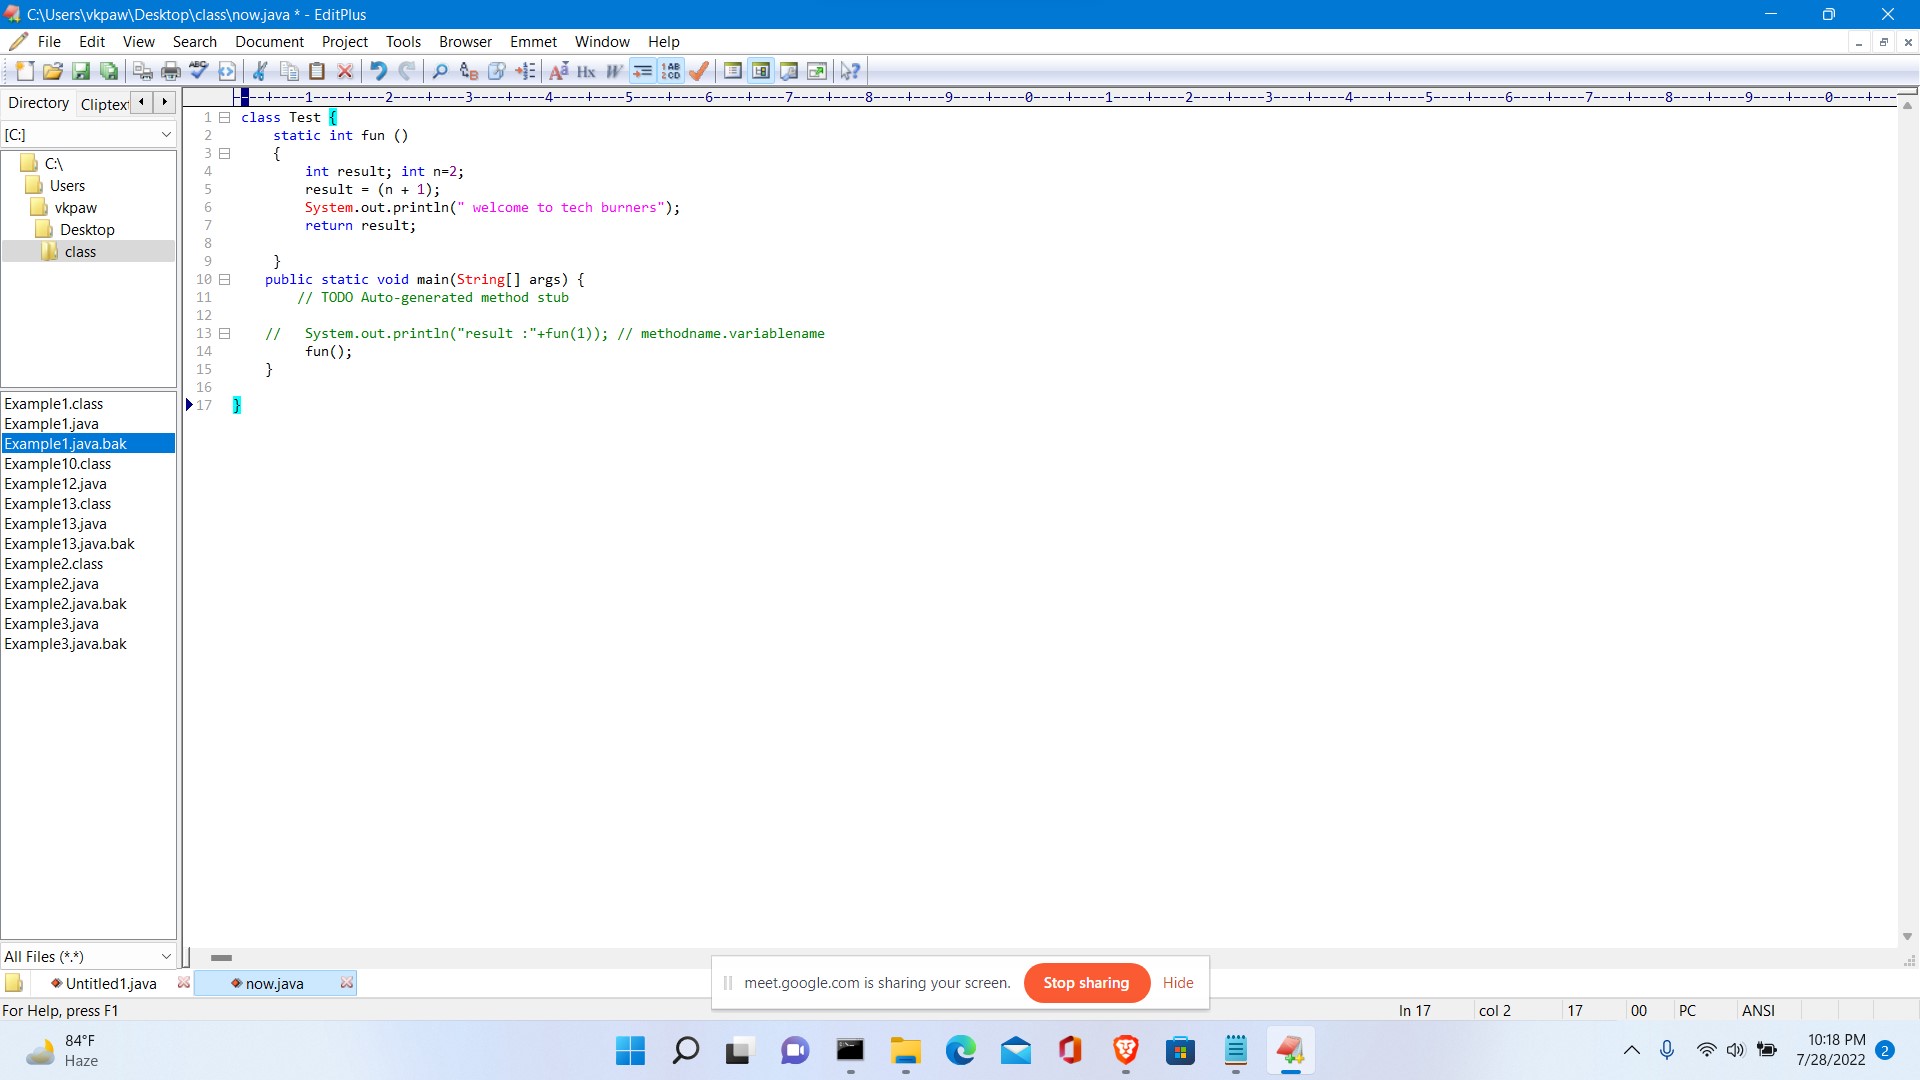 C:\Users\vkpaw\Desktop\class\now.java * - EditPlus
File Edit View Search Document Project Tools Browser Emmet Window Help
Directory Cliptex
[C:]
C:\
Users
vkpaw
Desktop
class
Example1.class
Example1.java
Example1.java.bak
Example10.class
Example12.java
Example13.class
Example13.java
Example13.java.bak
Example2.class
Example2.java
Example2.java.bak
Example3.java
Example3.java.bak
All Files (*.*)
----+----1----+----2----+----3----+----4----+----5----+----6----+----7----+----8----+----9----+----0----+----1----+----2----+----3----+----4----+----5----+----6----+----7----+----8----+----9----+----0----+---
1 class Test {
2 static int fun ()
3 {
4 int result; int n=2;
5 result = (n + 1);
6 System.out.println(" welcome to tech burners");
7 return result;
8
9 }
10 public static void main(String[] args) {
11 // TODO Auto-generated method stub
12
13 // System.out.println("result :"+fun(1)); // methodname.variablename
14 fun();
15 }
16
17 }
Untitled1.java now.java
meet.google.com is sharing your screen. Stop sharing Hide
For Help, press F1 ln 17 col 2 17 00 PC ANSI
84°F
Haze
10:18 PM
7/28/2022 2